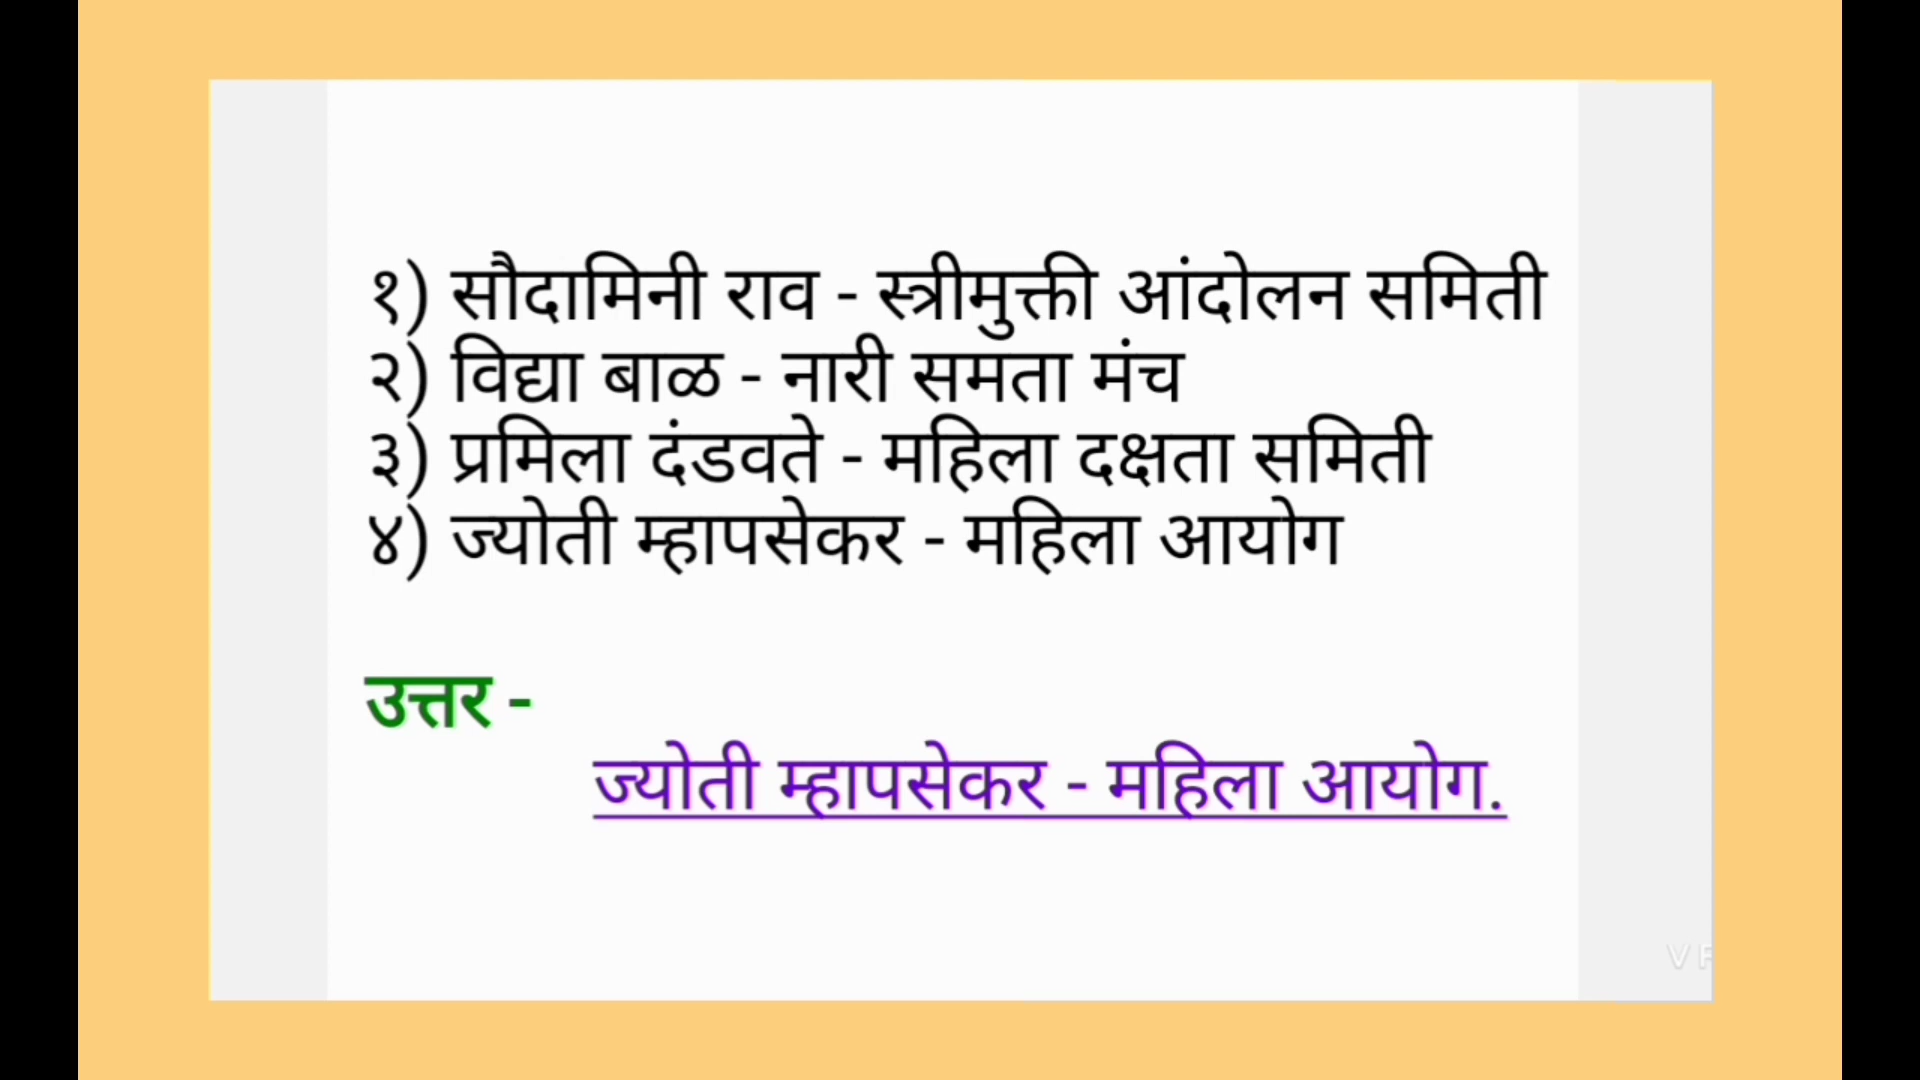 १) सौदामिनी राव - स्त्रीमुक्ती आंदोलन समिती
२) विद्या बाळ - नारी समता मंच
३) प्रमिला दंडवते - महिला दक्षता समिती
४) ज्योती म्हापसेकर - महिला आयोग
उत्तर -
ज्योती म्हापसेकर - महिला आयोग.